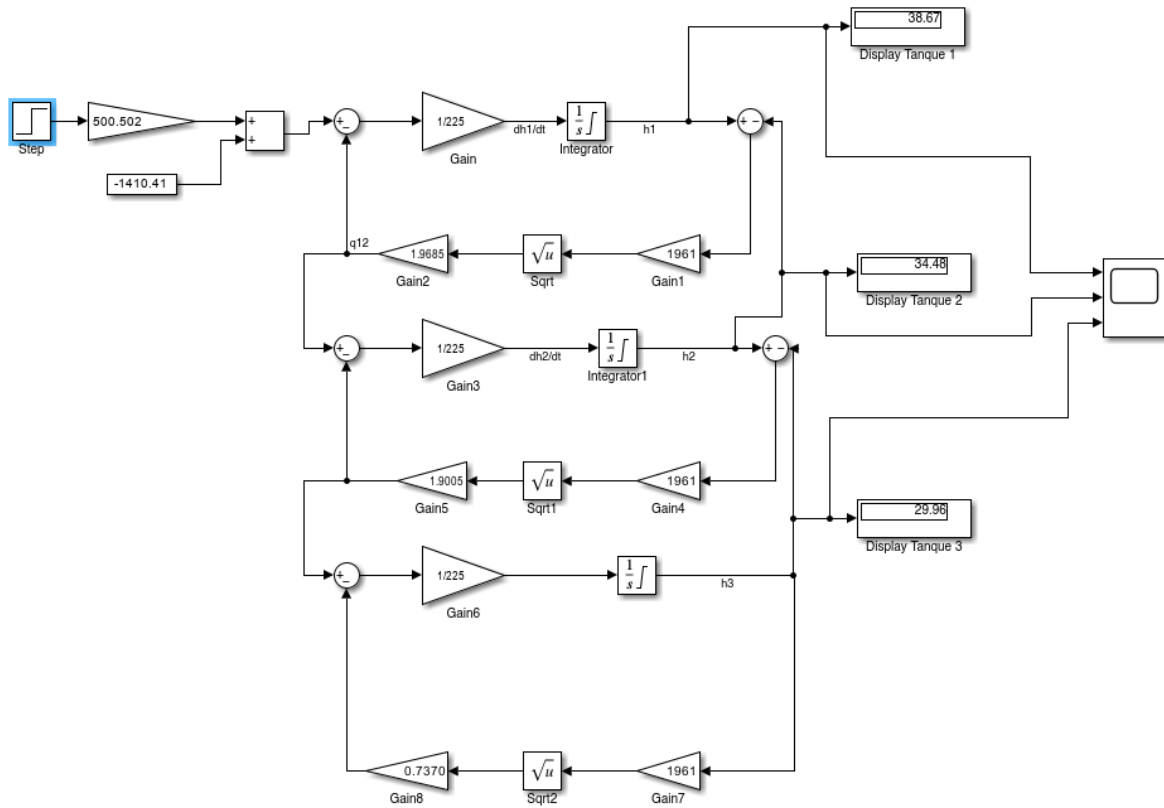 38.67
Display Tanque 1
500.502
Step
+
+
+
-
1/225
Gain
dh1/dt
1
s
Integrator
h1
+ -
-1410.41
q12
1.9685
Gain2
√u
Sqrt
1961
Gain1
34.48
Display Tanque 2
+
-
1/225
Gain3
dh2/dt
1
s
Integrator1
h2
+ -
1.9005
Gain5
√u
Sqrt1
1961
Gain4
29.96
Display Tanque 3
+
-
1/225
Gain6
1
s
h3
0.7370
Gain8
√u
Sqrt2
1961
Gain7